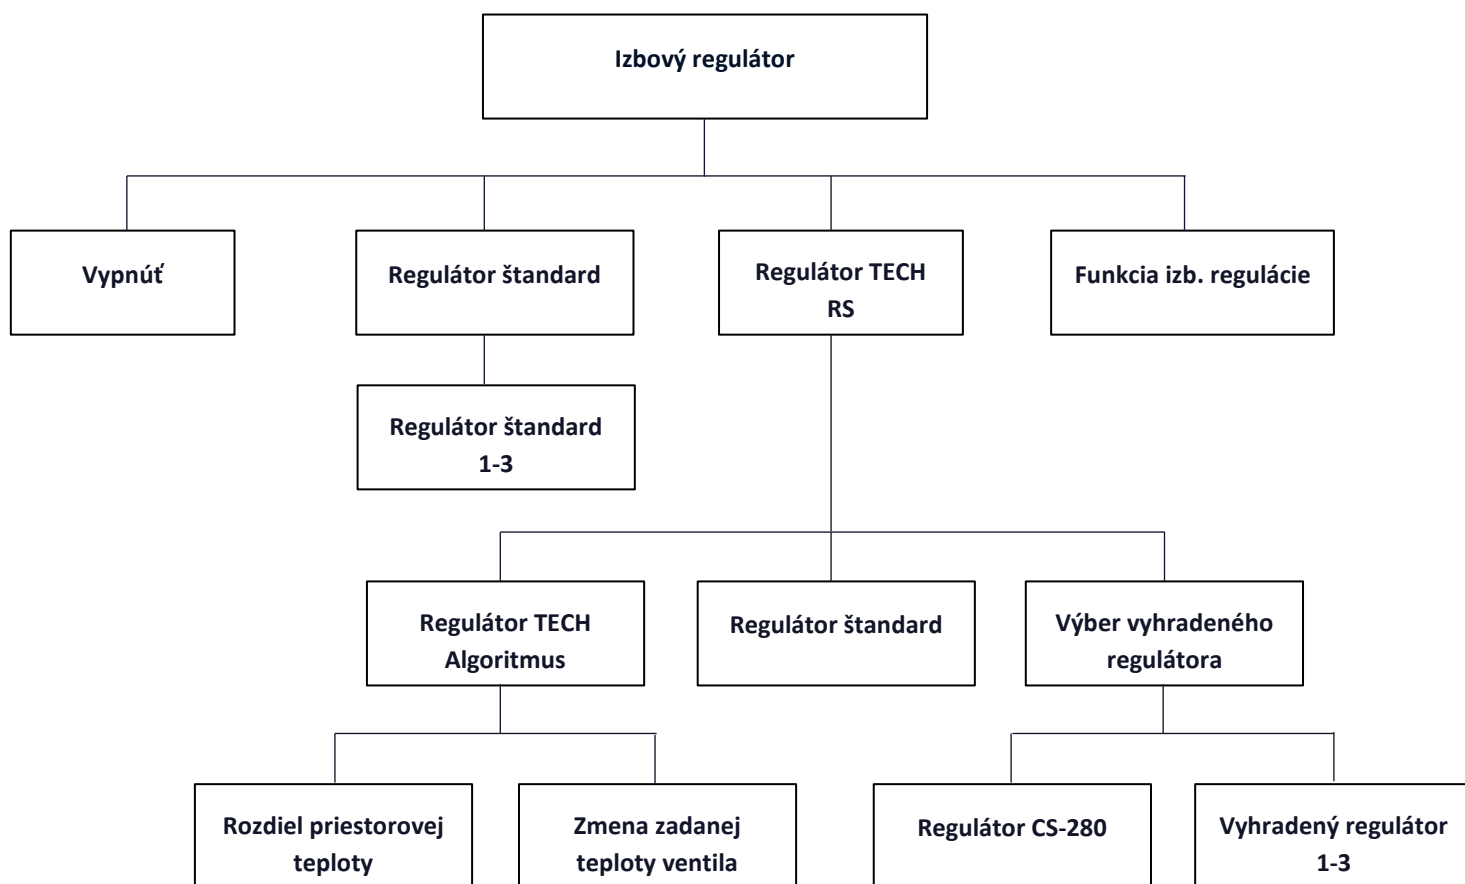 Izbový regulátor
Vypnúť
Regulátor štandard
Regulátor TECH
RS
Funkcia izb. regulácie
Regulátor štandard
1-3
Regulátor TECH
Algoritmus
Regulátor štandard
Výber vyhradeného
regulátora
Rozdiel priestorovej
teploty
Zmena zadanej
teploty ventila
Regulátor CS-280
Vyhradený regulátor
1-3